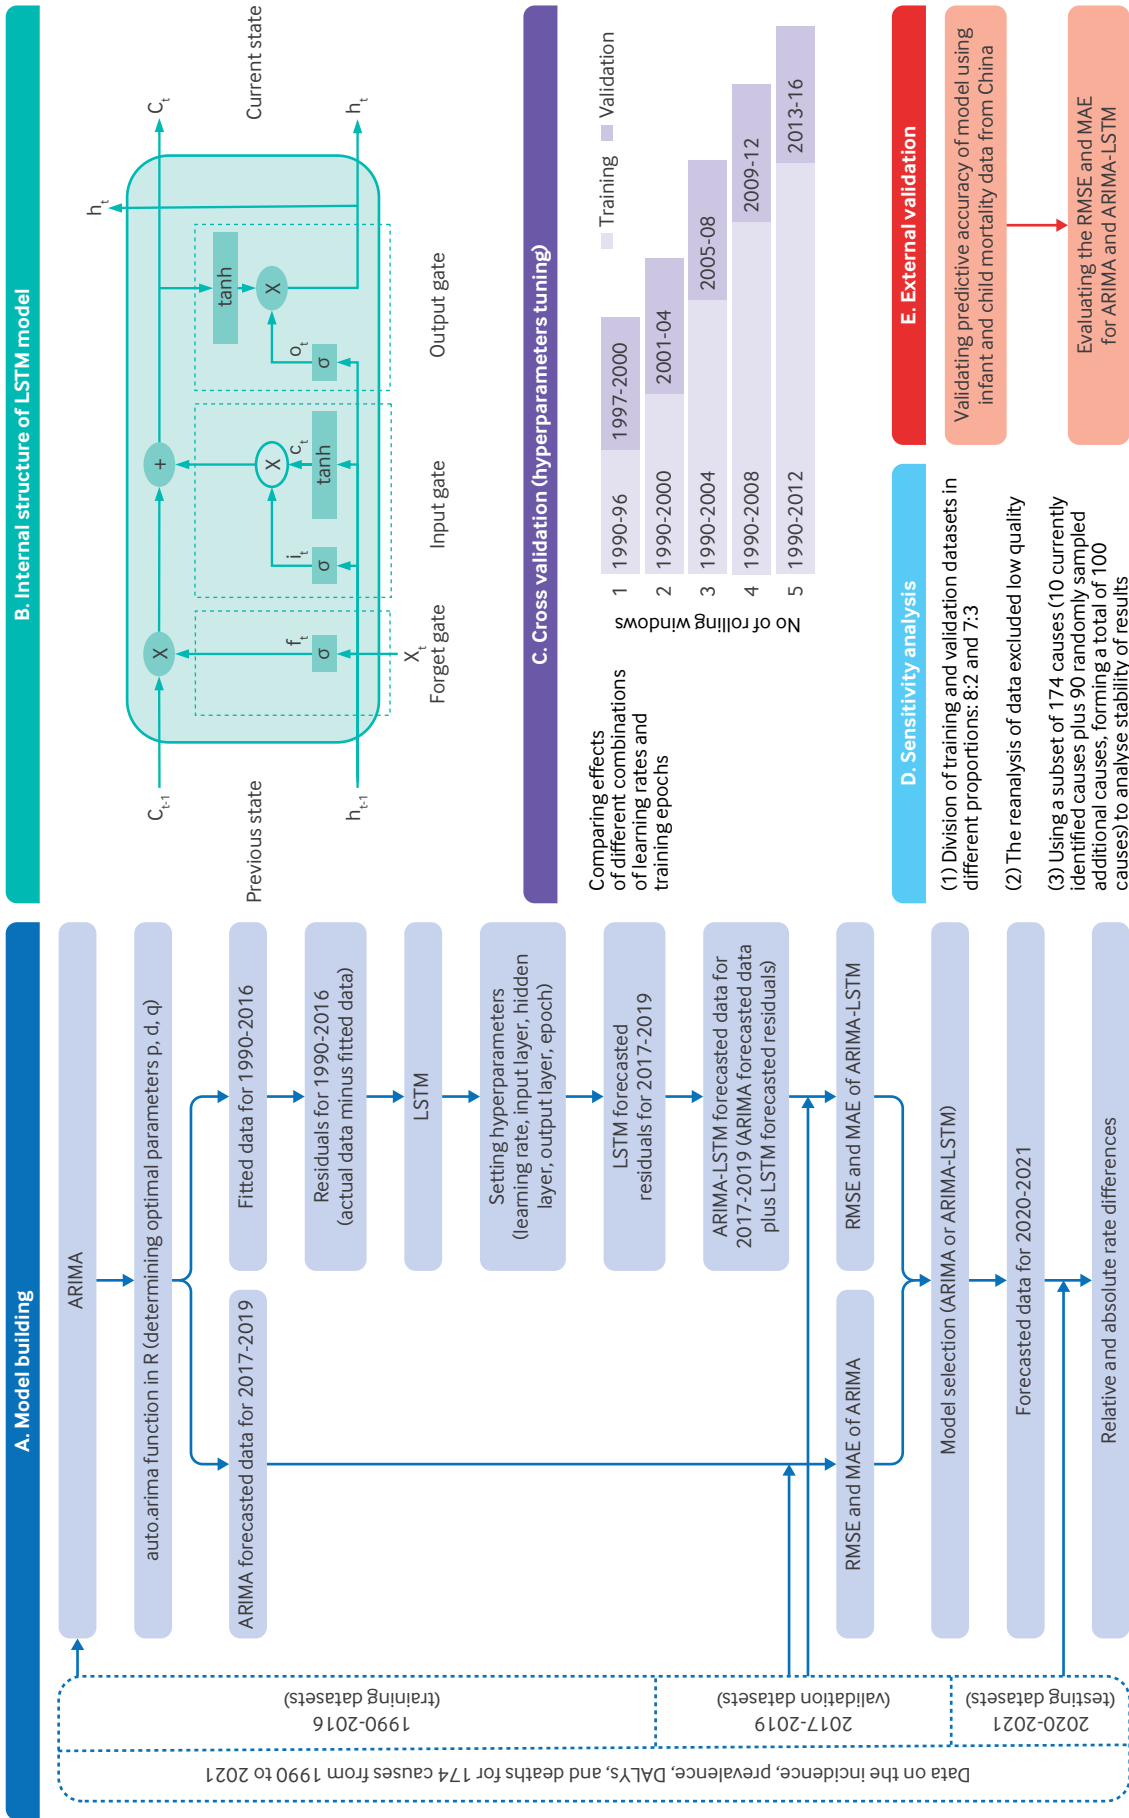 A. Model building
Data on the incidence, prevalence, DALYs, and deaths for 174 causes from 1990 to 2021
1990-2016
(training datasets)
2017-2019
(validation datasets)
2020-2021
(testing datasets)
ARIMA
auto.arima function in R (determining optimal parameters p, d, q)
ARIMA forecasted data for 2017-2019
Fitted data for 1990-2016
Residuals for 1990-2016
(actual data minus fitted data)
LSTM
Setting hyperparameters
(learning rate, input layer, hidden
layer, output layer, epoch)
LSTM forecasted
residuals for 2017-2019
ARIMA-LSTM forecasted data for
2017-2019 (ARIMA forecasted data
plus LSTM forecasted residuals)
RMSE and MAE of ARIMA
RMSE and MAE of ARIMA-LSTM
Model selection (ARIMA or ARIMA-LSTM)
Forecasted data for 2020-2021
Relative and absolute rate differences
B. Internal structure of LSTM model
h_t
C_t-1
C_t
X
+
tanh
X
X
f_t
i_t
c_t
o_t
σ
σ
tanh
σ
h_t-1
h_t
X_t
Previous state
Current state
Forget gate
Input gate
Output gate
C. Cross validation (hyperparameters tuning)
Comparing effects
of different combinations
of learning rates and
training epochs
Training
Validation
No of rolling windows
1 1990-96 1997-2000
2 1990-2000 2001-04
3 1990-2004 2005-08
4 1990-2008 2009-12
5 1990-2012 2013-16
D. Sensitivity analysis
(1) Division of training and validation datasets in
different proportions: 8:2 and 7:3
(2) The reanalysis of data excluded low quality
(3) Using a subset of 174 causes (10 currently
identified causes plus 90 randomly sampled
additional causes, forming a total of 100
causes) to analyse stability of results
E. External validation
Validating predictive accuracy of model using
infant and child mortality data from China
Evaluating the RMSE and MAE
for ARIMA and ARIMA-LSTM